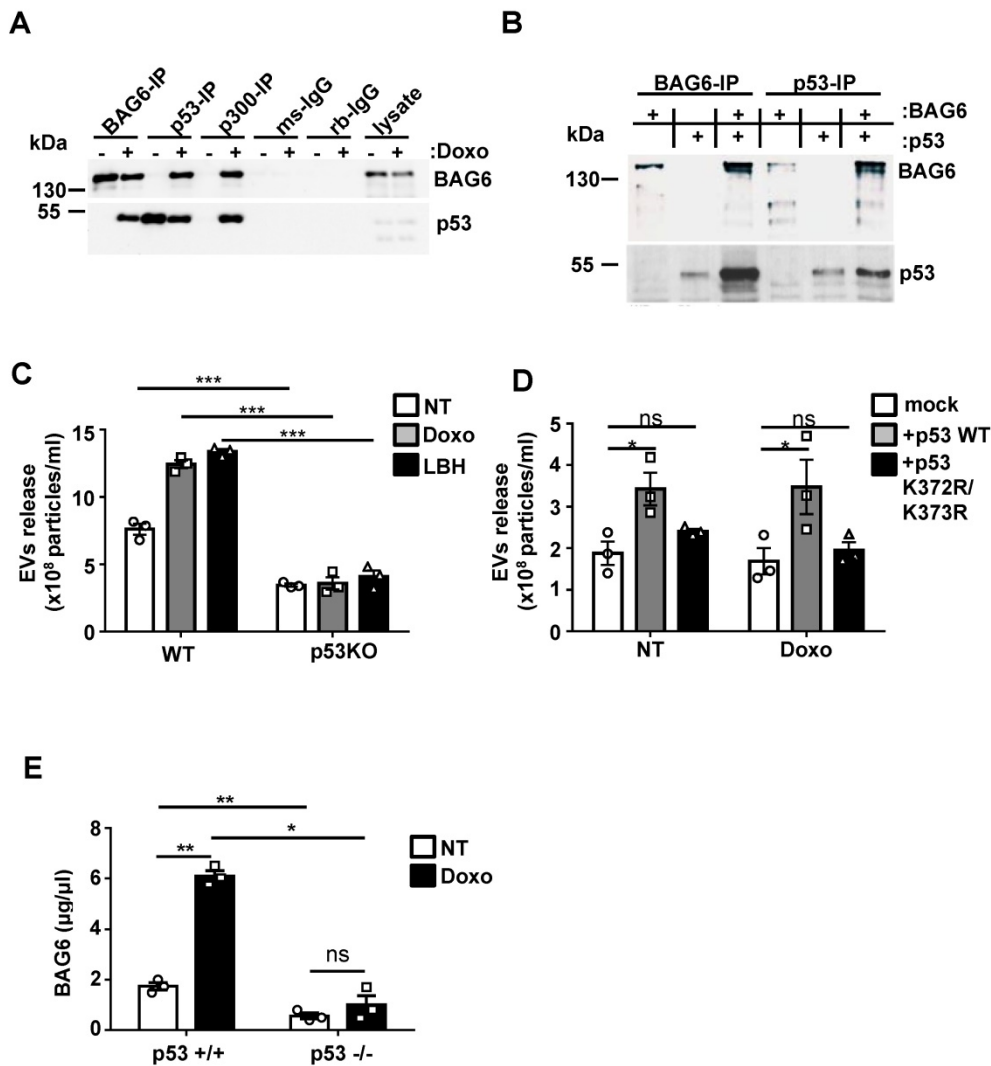 A
BAG6-IP
p53-IP
p300-IP
ms-IgG
rb-IgG
lysate
kDa
- + - + - + - + - + - + :Doxo
130
BAG6
55
p53
B
BAG6-IP p53-IP
+ + + + :BAG6
+ + + + :p53
kDa
130
BAG6
55
p53
C
***
***
***
NT
Doxo
LBH
EVs release
(x10⁸ particles/ml)
15
10
5
0
WT p53KO
D
mock
+p53 WT
+p53
K372R/
K373R
ns ns
* *
EVs release
(x10⁸ particles/ml)
5
4
3
2
1
0
NT Doxo
E
**
*
**
ns
NT
Doxo
BAG6 (µg/µl)
8
6
4
2
0
p53 +/+ p53 -/-